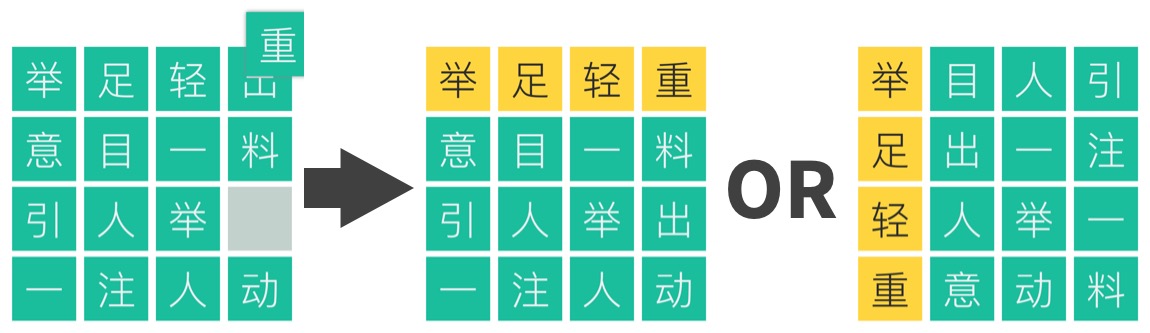 重
举足轻出
意目一料
引人举
一注人动
举足轻重
意目一料
引人举出
一注人动
OR
举目人引
足出一注
轻人举一
重意动料